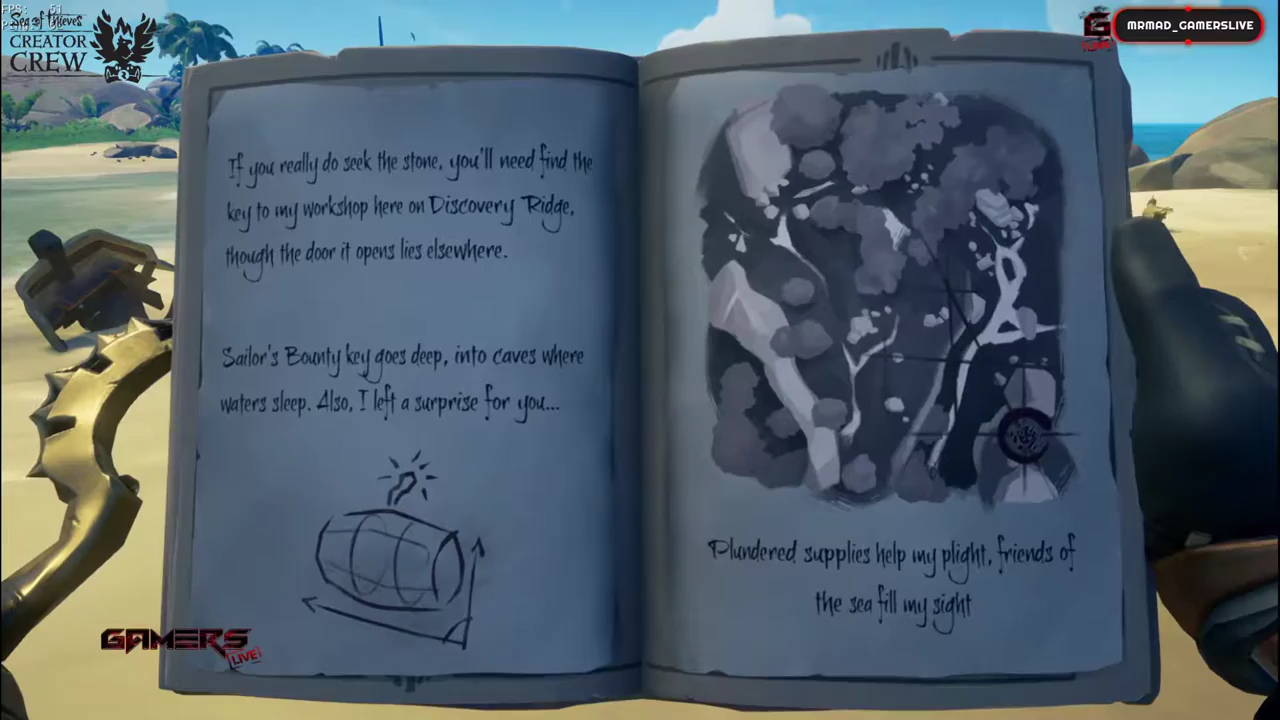 FPS: 51
Sea of Thieves
CREATOR
CREW
MRMAD_GAMERSLIVE
If you really do seek the stone, you'll need find the
key to my workshop here on Discovery Ridge,
though the door it opens lies elsewhere.
Sailor's Bounty key goes deep, into caves where
waters sleep. Also, I left a surprise for you...
GAMERS
LIVE
Plundered supplies help my plight, friends of
the sea fill my sight